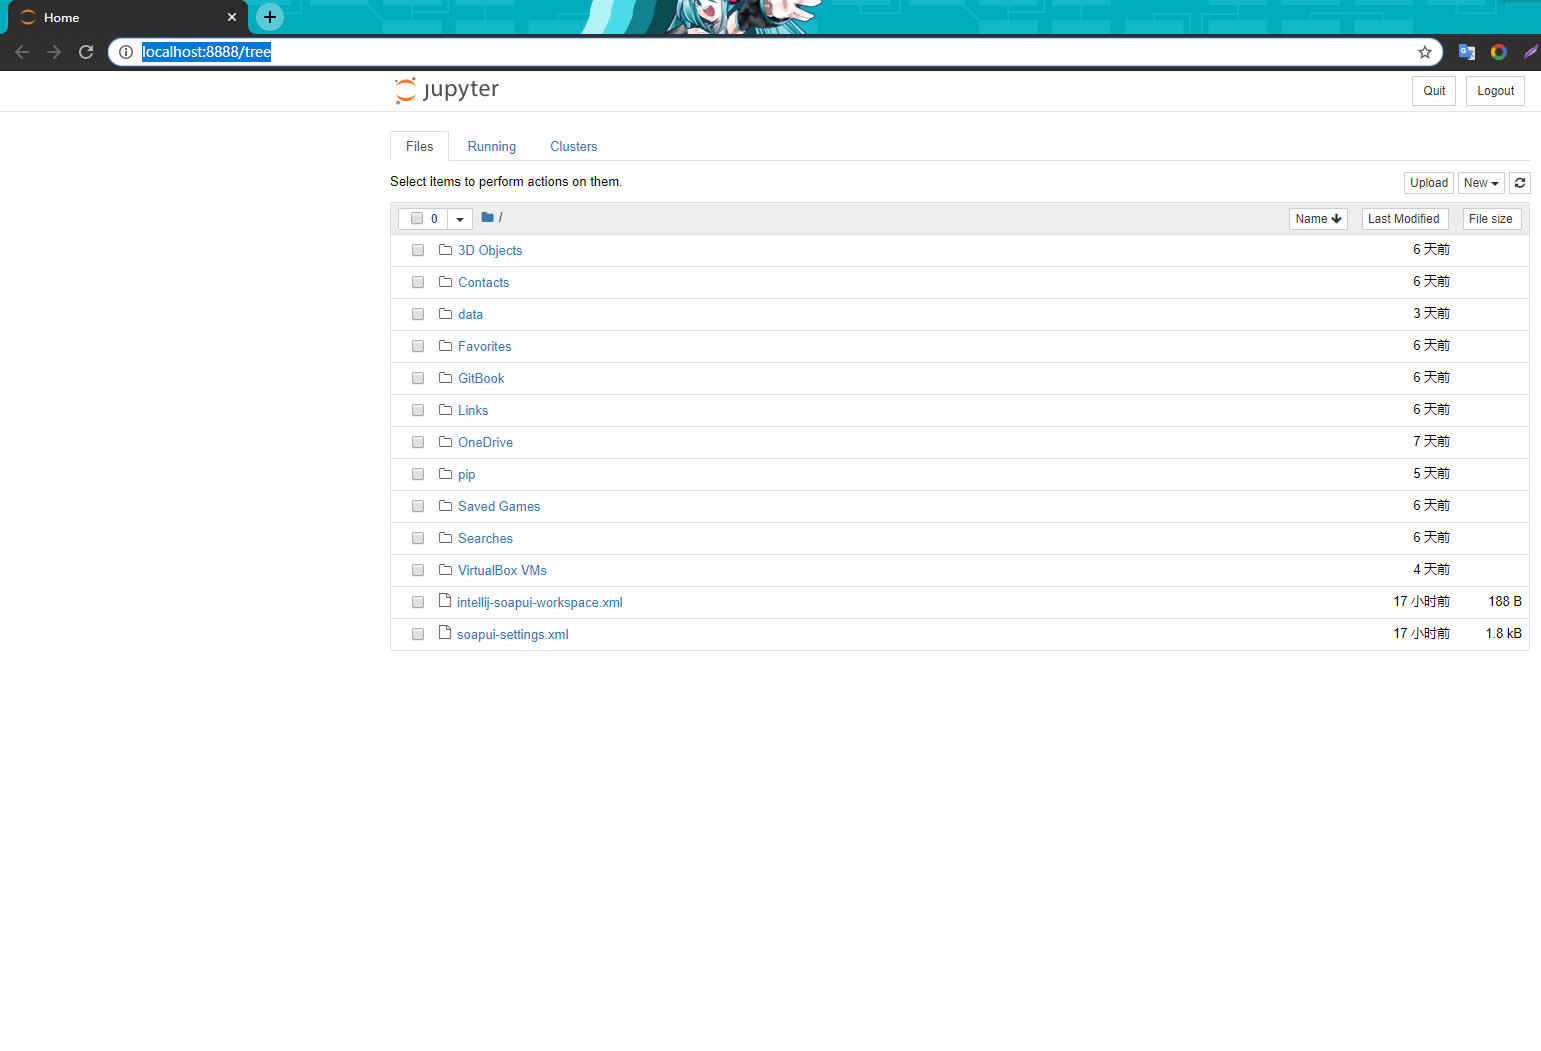 Home
localhost:8888/tree
jupyter
Quit
Logout
Files
Running
Clusters
Select items to perform actions on them.
Upload
New
0
/
Name
Last Modified
File size
3D Objects 6 天前
Contacts 6 天前
data 3 天前
Favorites 6 天前
GitBook 6 天前
Links 6 天前
OneDrive 7 天前
pip 5 天前
Saved Games 6 天前
Searches 6 天前
VirtualBox VMs 4 天前
intellij-soapui-workspace.xml 17 小时前 188 B
soapui-settings.xml 17 小时前 1.8 kB